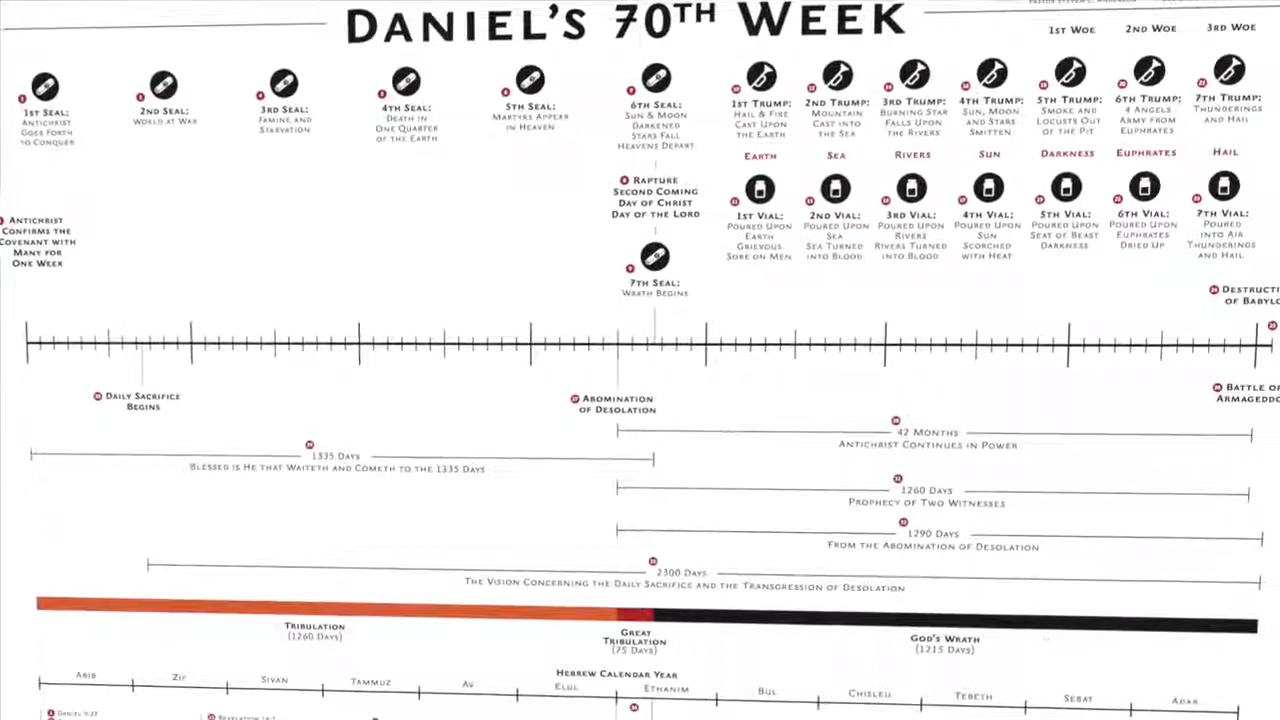 DANIEL'S 70TH WEEK
1ST WOE
2ND WOE
3RD WOE
1ST SEAL:
ANTICHRIST
GOES FORTH
TO CONQUER
2ND SEAL:
WORLD AT WAR
3RD SEAL:
FAMINE AND
STARVATION
4TH SEAL:
DEATH IN
ONE QUARTER
OF THE EARTH
5TH SEAL:
MARTYRS APPEAR
IN HEAVEN
6TH SEAL:
SUN & MOON
DARKENED
STARS FALL
HEAVENS DEPART
1ST TRUMP:
HAIL & FIRE
CAST UPON
THE EARTH
2ND TRUMP:
MOUNTAIN
CAST INTO
THE SEA
3RD TRUMP:
BURNING STAR
FALLS UPON
THE RIVERS
4TH TRUMP:
SUN, MOON
AND STARS
SMITTEN
5TH TRUMP:
SMOKE AND
LOCUSTS OUT
OF THE PIT
6TH TRUMP:
4 ANGELS
ARMY FROM
EUPHRATES
7TH TRUMP:
THUNDERINGS
AND HAIL
EARTH
SEA
RIVERS
SUN
DARKNESS
EUPHRATES
HAIL
ANTICHRIST
CONFIRMS THE
COVENANT WITH
MANY FOR
ONE WEEK
RAPTURE
SECOND COMING
DAY OF CHRIST
DAY OF THE LORD
7TH SEAL:
WRATH BEGINS
1ST VIAL:
POURED UPON
EARTH
GRIEVOUS
SORE ON MEN
2ND VIAL:
POURED UPON
SEA
SEA TURNED
INTO BLOOD
3RD VIAL:
POURED UPON
RIVERS
RIVERS TURNED
INTO BLOOD
4TH VIAL:
POURED UPON
SUN
SCORCHED
WITH HEAT
5TH VIAL:
POURED UPON
SEAT OF BEAST
DARKNESS
6TH VIAL:
POURED UPON
EUPHRATES
DRIED UP
7TH VIAL:
POURED
INTO AIR
THUNDERINGS
AND HAIL
DESTRUCTI
OF BABYLO
DAILY SACRIFICE
BEGINS
ABOMINATION
OF DESOLATION
BATTLE OF
ARMAGEDDO
42 MONTHS
ANTICHRIST CONTINUES IN POWER
1335 DAYS
BLESSED IS HE THAT WAITETH AND COMETH TO THE 1335 DAYS
1260 DAYS
PROPHECY OF TWO WITNESSES
1290 DAYS
FROM THE ABOMINATION OF DESOLATION
2300 DAYS
THE VISION CONCERNING THE DAILY SACRIFICE AND THE TRANSGRESSION OF DESOLATION
TRIBULATION
(1260 DAYS)
GREAT
TRIBULATION
(75 DAYS)
GOD'S WRATH
(1215 DAYS)
HEBREW CALENDAR YEAR
ABIB
ZIF
SIVAN
TAMMUZ
AV
ELUL
ETHANIM
BUL
CHISLEU
TEBETH
SEBAT
ADAR
DANIEL 9:27